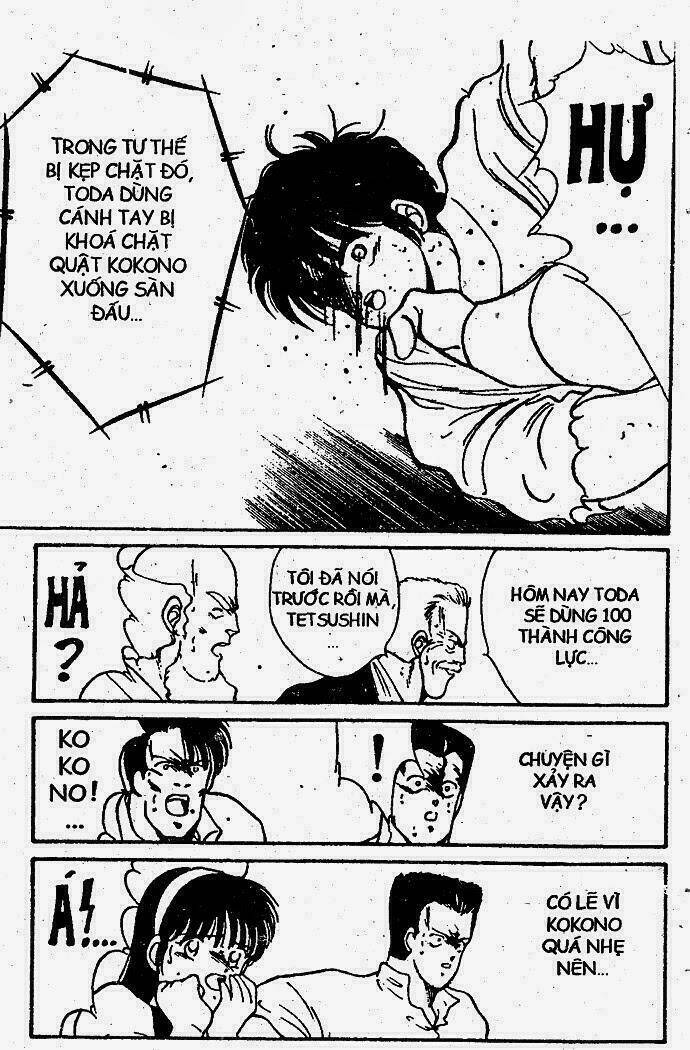 TRONG TƯ THẾ
BỊ KẸP CHẶT ĐÓ,
TODA DÙNG
CÁNH TAY BỊ
KHOÁ CHẶT
QUẬT KOKONO
XUỐNG SÀN
ĐẤU...
HỰ
...
HẢ
?
TÔI ĐÃ NÓI
TRƯỚC RỒI MÀ,
TETSUSHIN
...
HÔM NAY TODA
SẼ DÙNG 100
THÀNH CÔNG
LỰC...
KO
KO
NO!
...
!
CHUYỆN GÌ
XẢY RA
VẬY?
Á!...
CÓ LẼ VÌ
KOKONO
QUÁ NHẸ
NÊN...